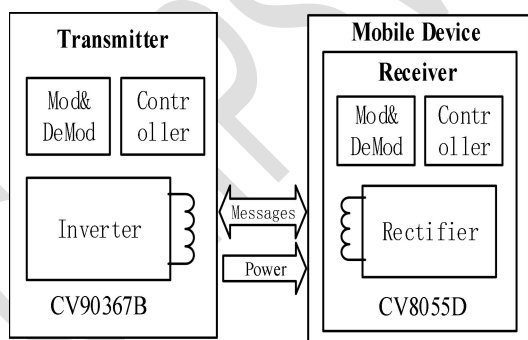 Transmitter
Mod&
DeMod
Contr
oller
Inverter
CV90367B
Messages
Power
Mobile Device
Receiver
Mod&
DeMod
Contr
oller
Rectifier
CV8055D